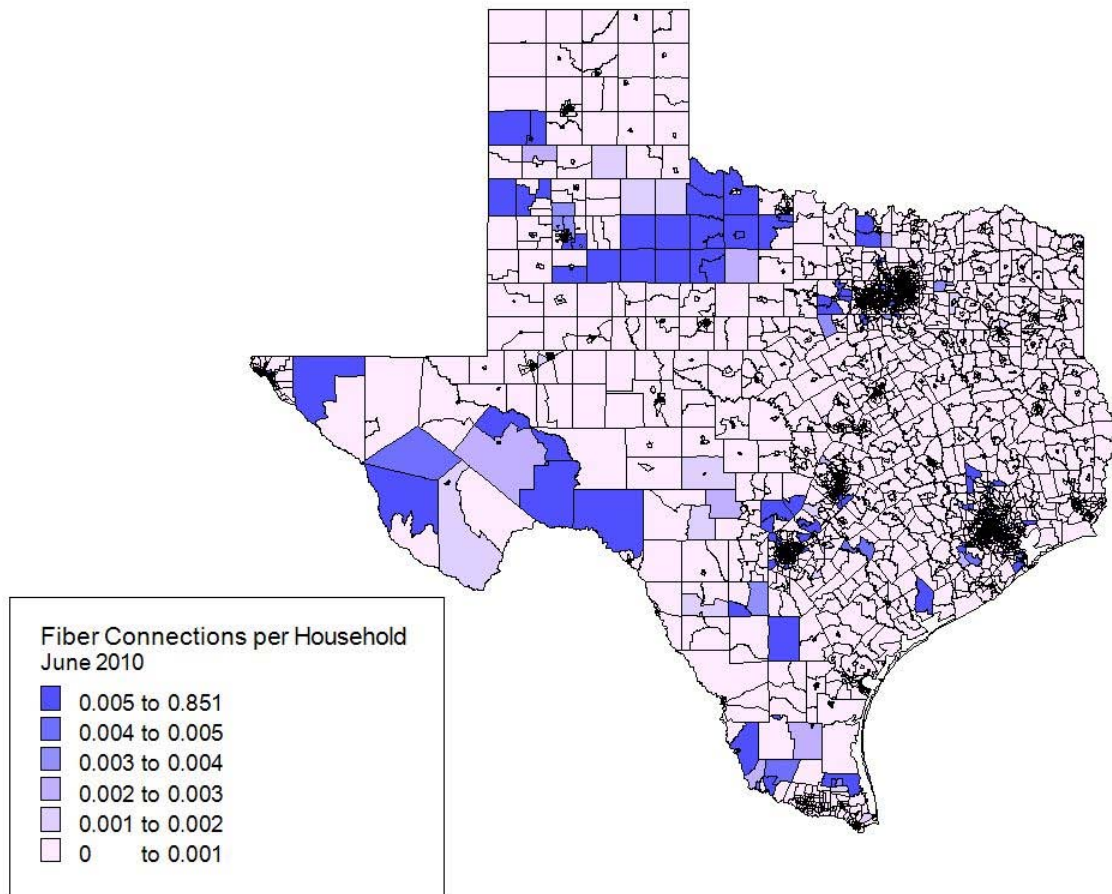 Fiber Connections per Household
June 2010
0.005 to 0.851
0.004 to 0.005
0.003 to 0.004
0.002 to 0.003
0.001 to 0.002
0 to 0.001